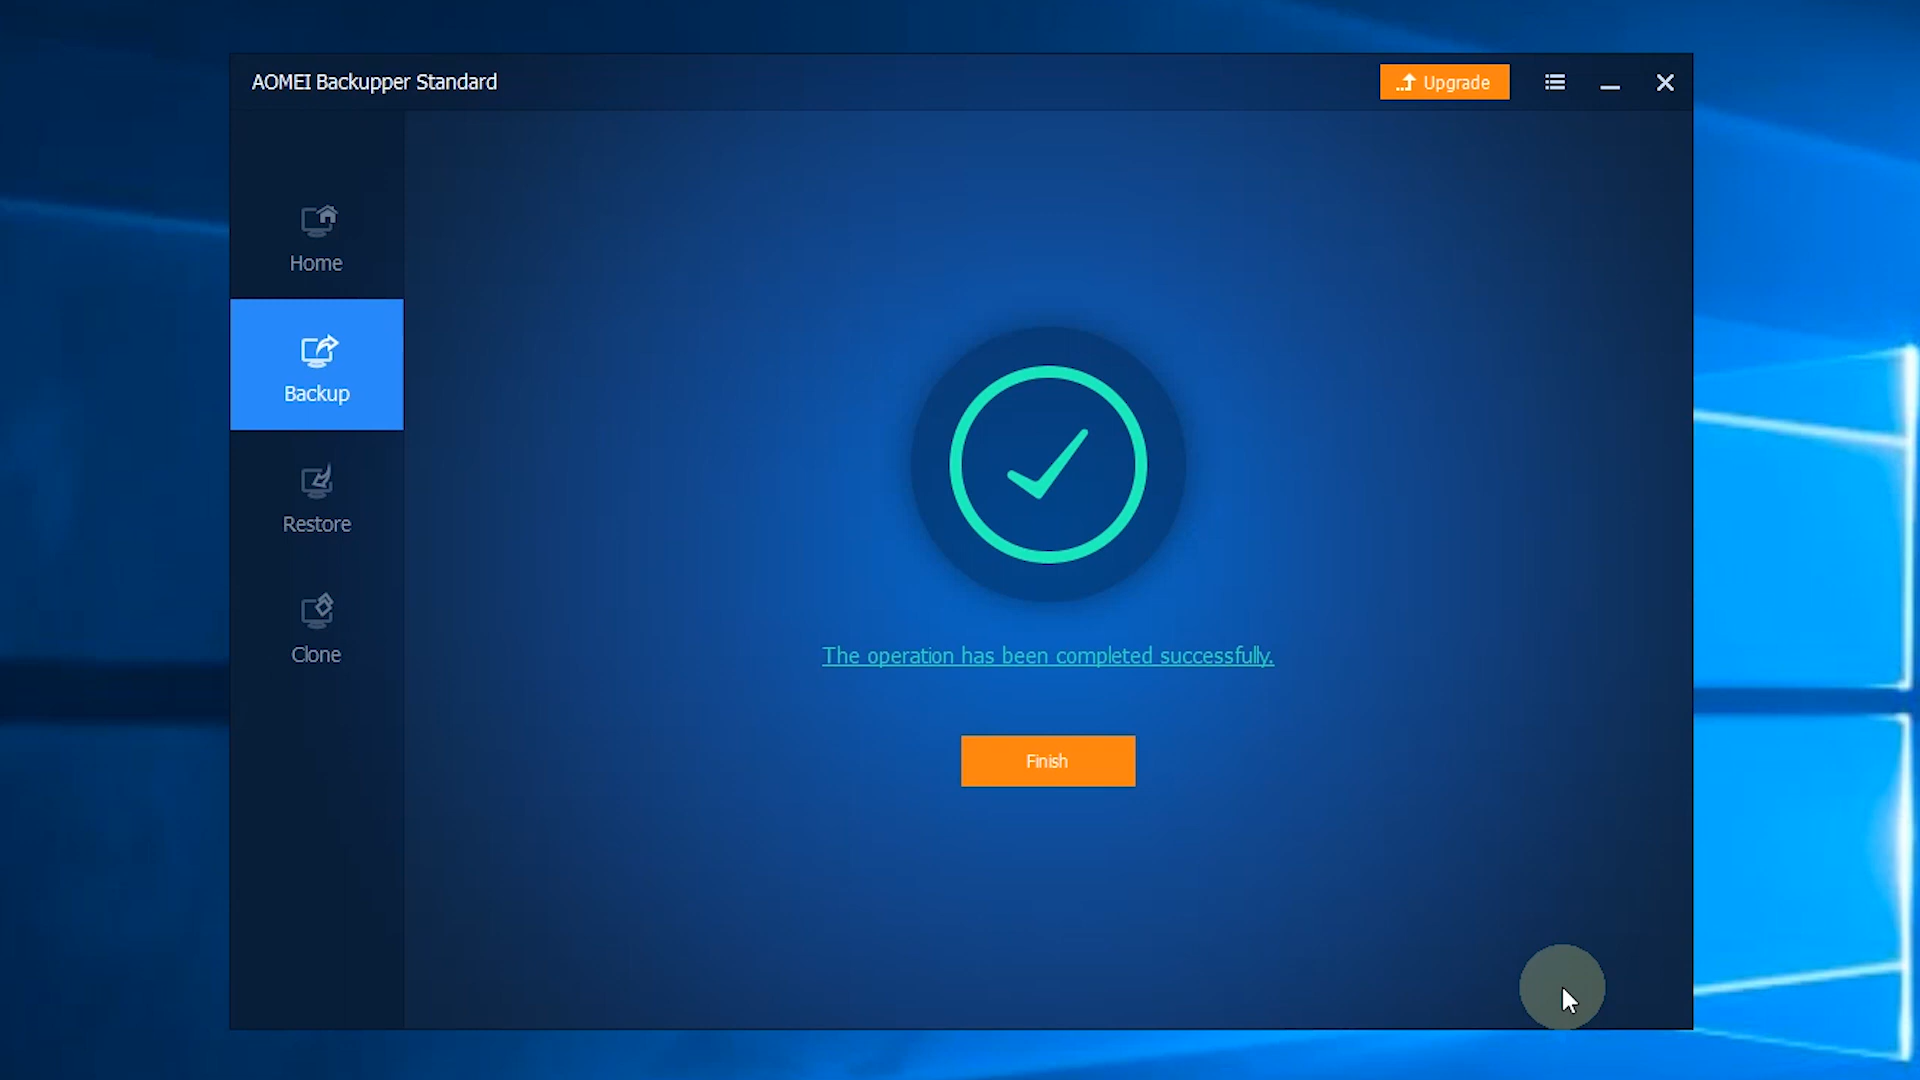 AOMEI Backupper Standard
Upgrade
Home
Backup
Restore
Clone
The operation has been completed successfully.
Finish